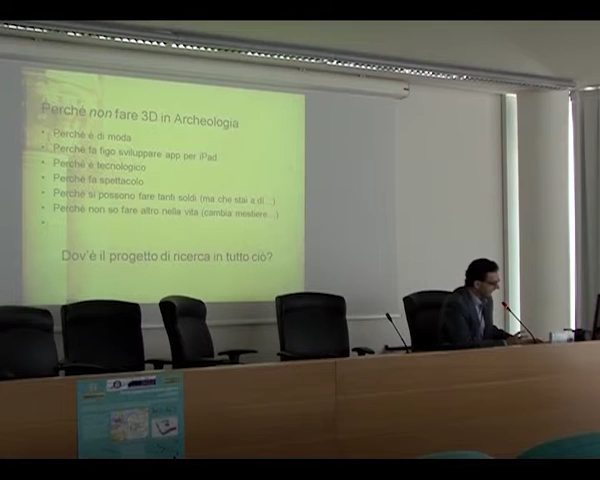 Perché non fare 3D in Archeologia
• Perché è di moda
• Perché fa figo sviluppare app per iPad
• Perché è tecnologico
• Perché fa spettacolo
• Perché si possono fare tanti soldi (ma che stai a dì…)
• Perché non so fare altro nella vita (cambia mestiere…)
•
Dov'è il progetto di ricerca in tutto ciò?